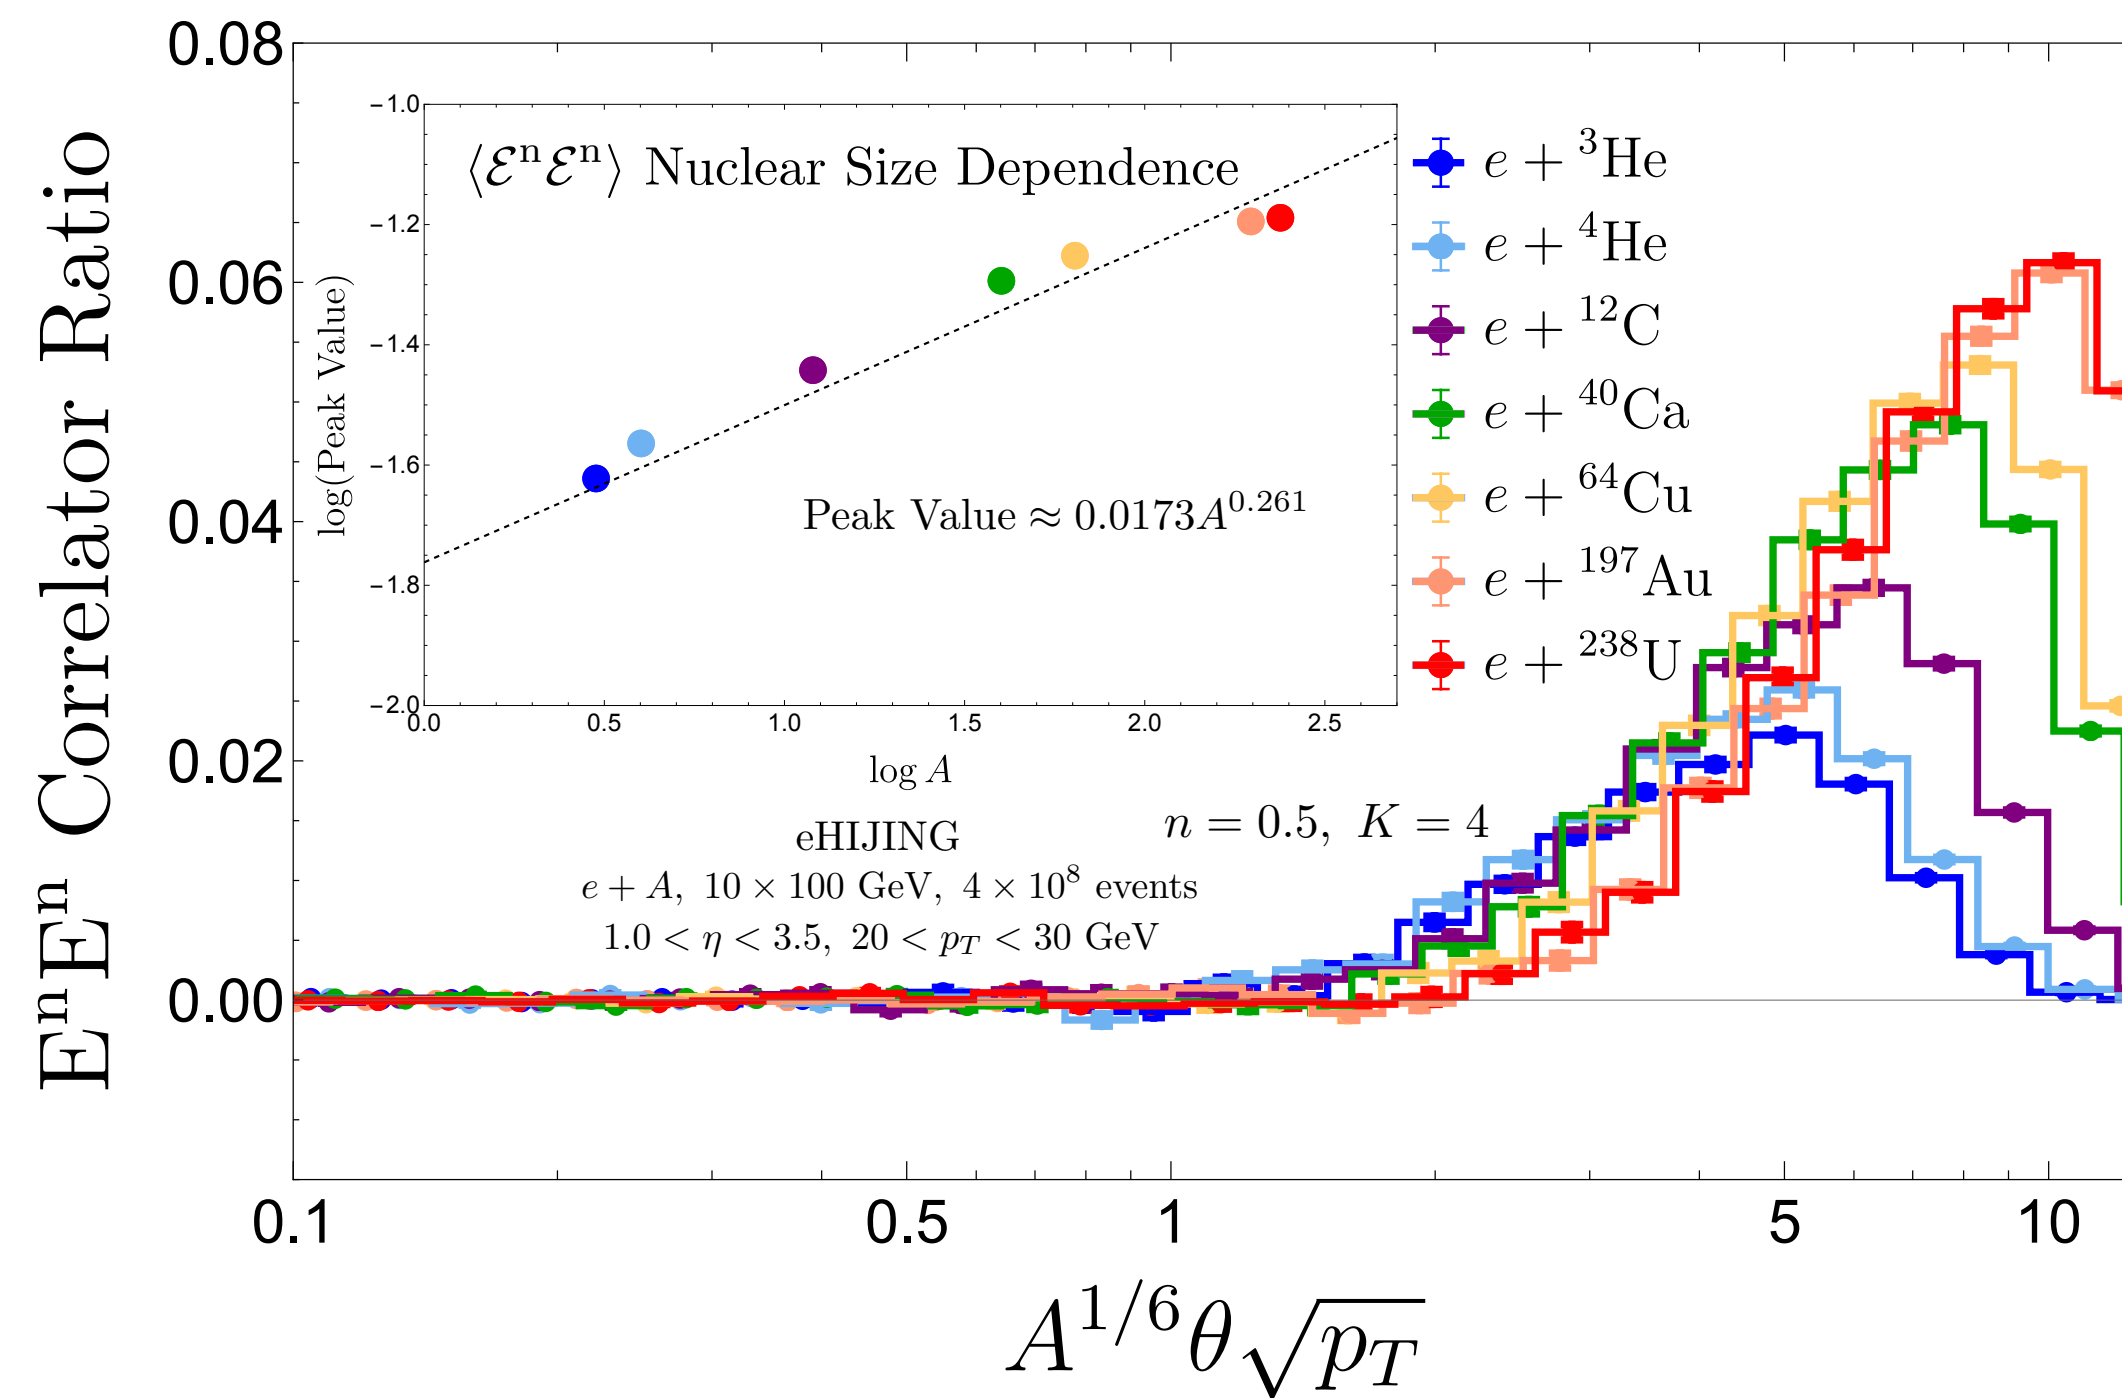 EⁿEⁿ Correlator Ratio
0.08
0.06
0.04
0.02
0.00
⟨ℰⁿℰⁿ⟩ Nuclear Size Dependence
log(Peak Value)
−1.0
−1.2
−1.4
−1.6
−1.8
−2.0
Peak Value ≈ 0.0173A^{0.261}
0.0 0.5 1.0 1.5 2.0 2.5
log A
e + ³He
e + ⁴He
e + ¹²C
e + ⁴⁰Ca
e + ⁶⁴Cu
e + ¹⁹⁷Au
e + ²³⁸U
n = 0.5, K = 4
eHIJING
e + A, 10 × 100 GeV, 4 × 10⁸ events
1.0 < η < 3.5, 20 < p_T < 30 GeV
0.1 0.5 1 5 10
A^{1/6}θ√p_T